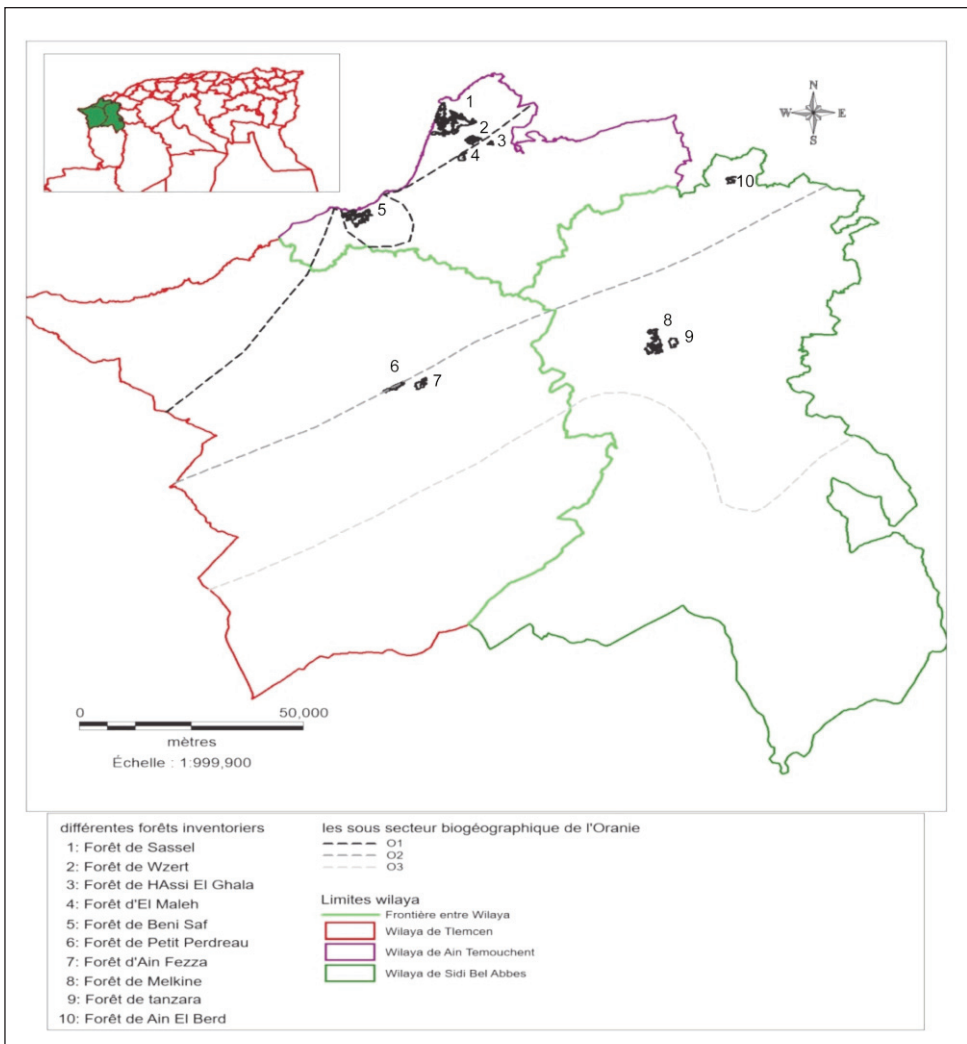 N
W E
S
1
2
3
4
5
10
8
9
6
7
0 50,000
mètres
Échelle : 1:999,900
différentes forêts inventoriers
1: Forêt de Sassel
2: Forêt de Wzert
3: Forêt de HAssi El Ghala
4: Forêt d'El Maleh
5: Forêt de Beni Saf
6: Forêt de Petit Perdreau
7: Forêt d'Ain Fezza
8: Forêt de Melkine
9: Forêt de tanzara
10: Forêt de Ain El Berd
les sous secteur biogéographique de l'Oranie
O1
O2
O3
Limites wilaya
Frontière entre Wilaya
Wilaya de Tlemcen
Wilaya de Ain Temouchent
Wilaya de Sidi Bel Abbes